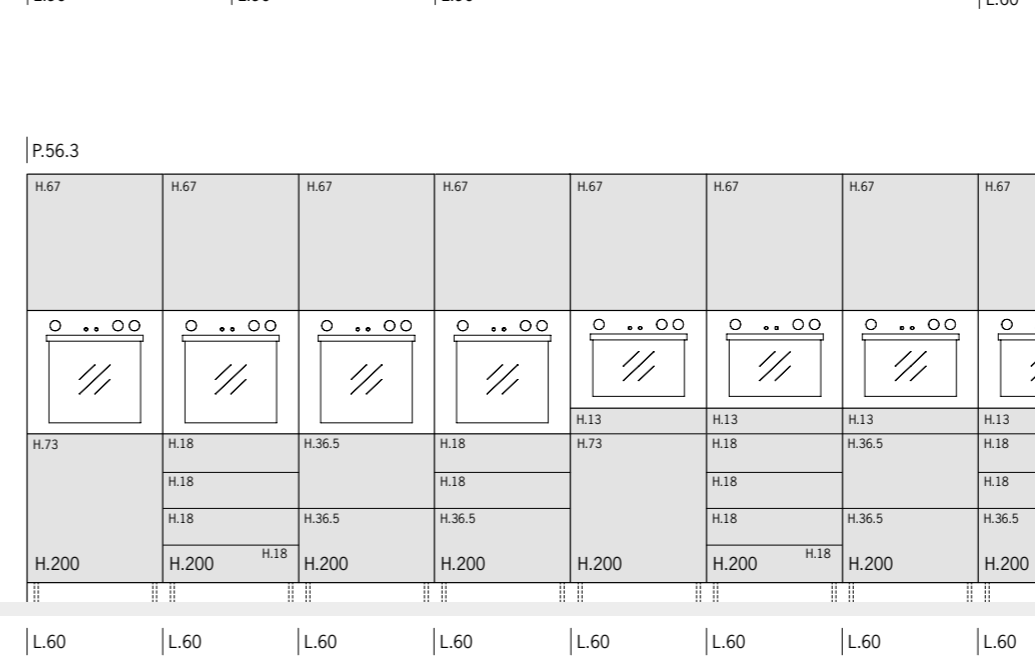 L.60
P.56.3
H.67 H.67 H.67 H.67 H.67 H.67 H.67 H.67
H.13 H.13 H.13 H.13
H.73 H.18 H.36.5 H.18 H.73 H.18 H.36.5 H.18
H.18 H.18 H.18 H.18
H.18 H.36.5 H.36.5 H.18 H.36.5 H.36.5
H.18 H.18
H.200 H.200 H.200 H.200 H.200 H.200 H.200 H.200
L.60 L.60 L.60 L.60 L.60 L.60 L.60 L.60